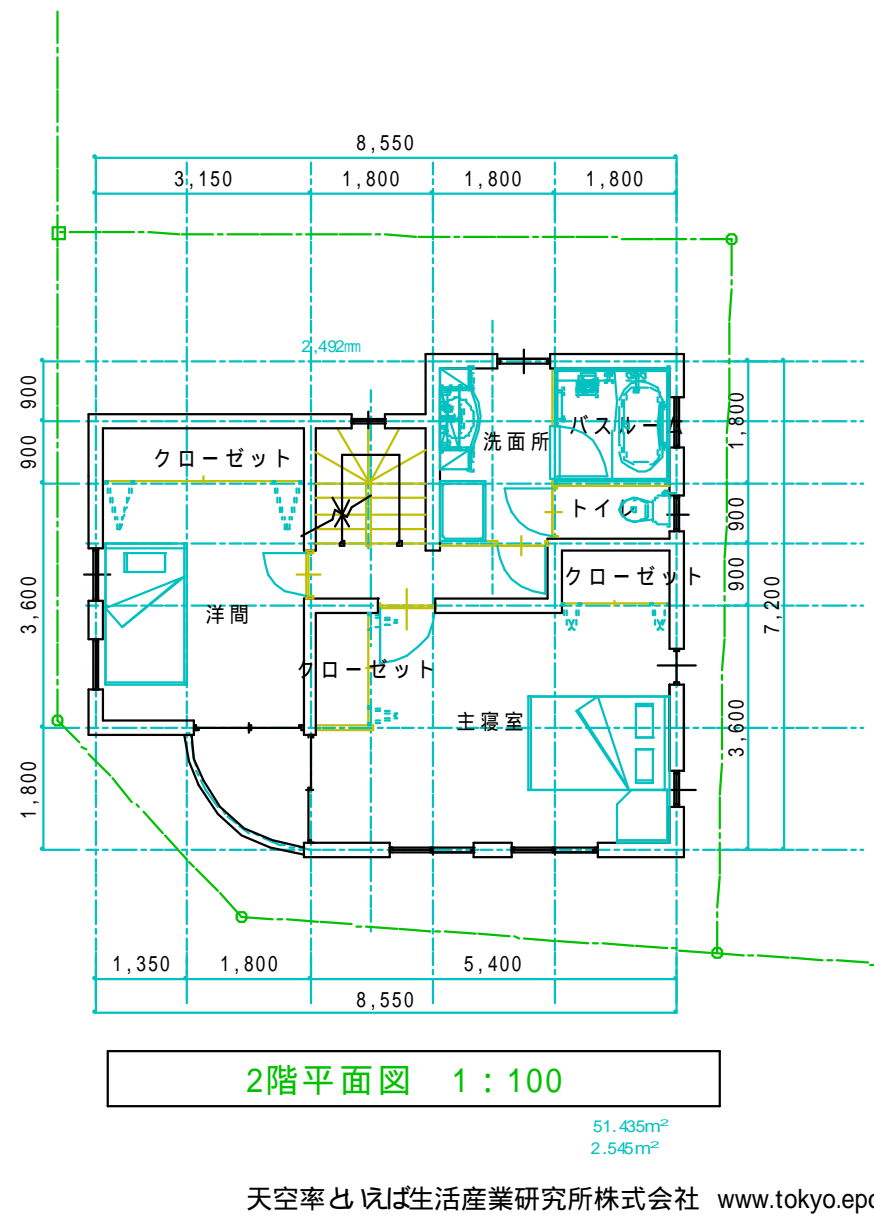 8,550
3,150 1,800 1,800 1,800
2,492mm
900
900
3,600
1,800
1,800
900
900
7,200
3,600
クローゼット
洗面所
バスルーム
トイレ
クローゼット
洋間
クローゼット
主寝室
1,350 1,800 5,400
8,550
2階平面図 1：100
51.435m²
2.545m²
天空率といえば生活産業研究所株式会社 www.tokyo.epc